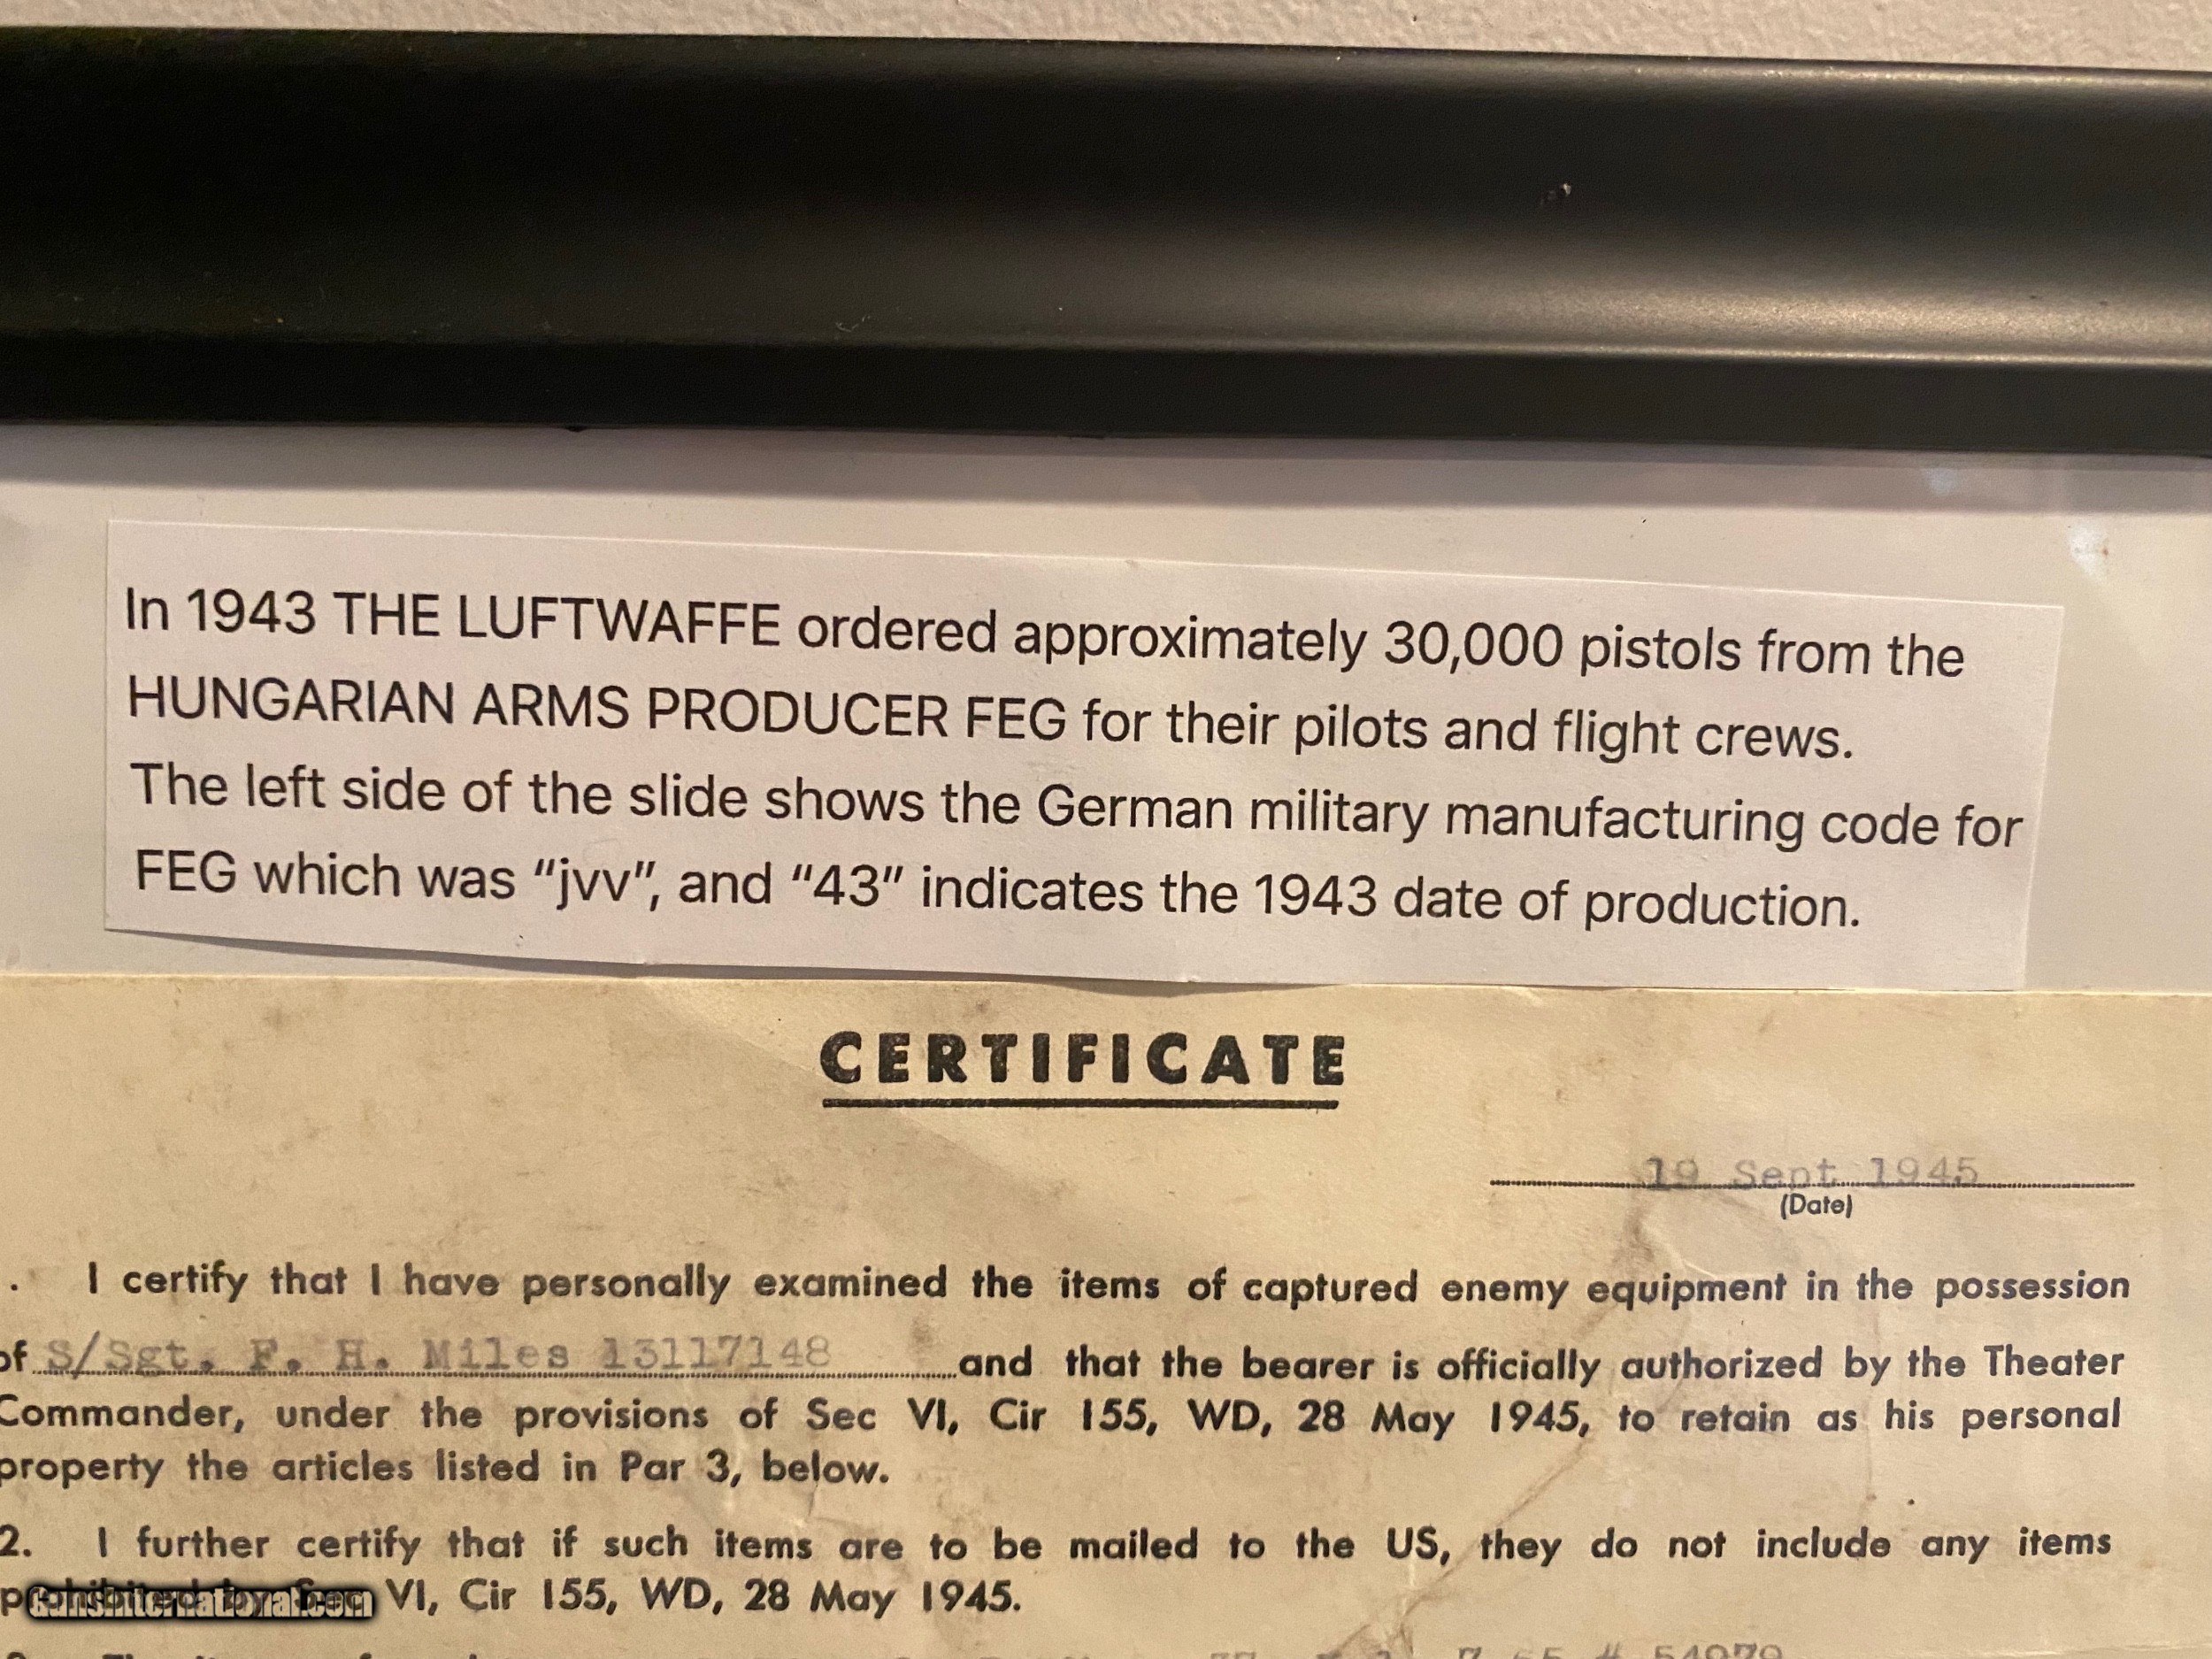 In 1943 THE LUFTWAFFE ordered approximately 30,000 pistols from the
HUNGARIAN ARMS PRODUCER FEG for their pilots and flight crews.
The left side of the slide shows the German military manufacturing code for
FEG which was “jvv”, and “43” indicates the 1943 date of production.
CERTIFICATE
19 Sept 1945
(Date)
. I certify that I have personally examined the items of captured enemy equipment in the possession
of S/Sgt. F. H. Miles 13117148 and that the bearer is officially authorized by the Theater
Commander, under the provisions of Sec VI, Cir 155, WD, 28 May 1945, to retain as his personal
property the articles listed in Par 3, below.
2. I further certify that if such items are to be mailed to the US, they do not include any items
prohibited by Sec VI, Cir 155, WD, 28 May 1945.
GunsInternational.com